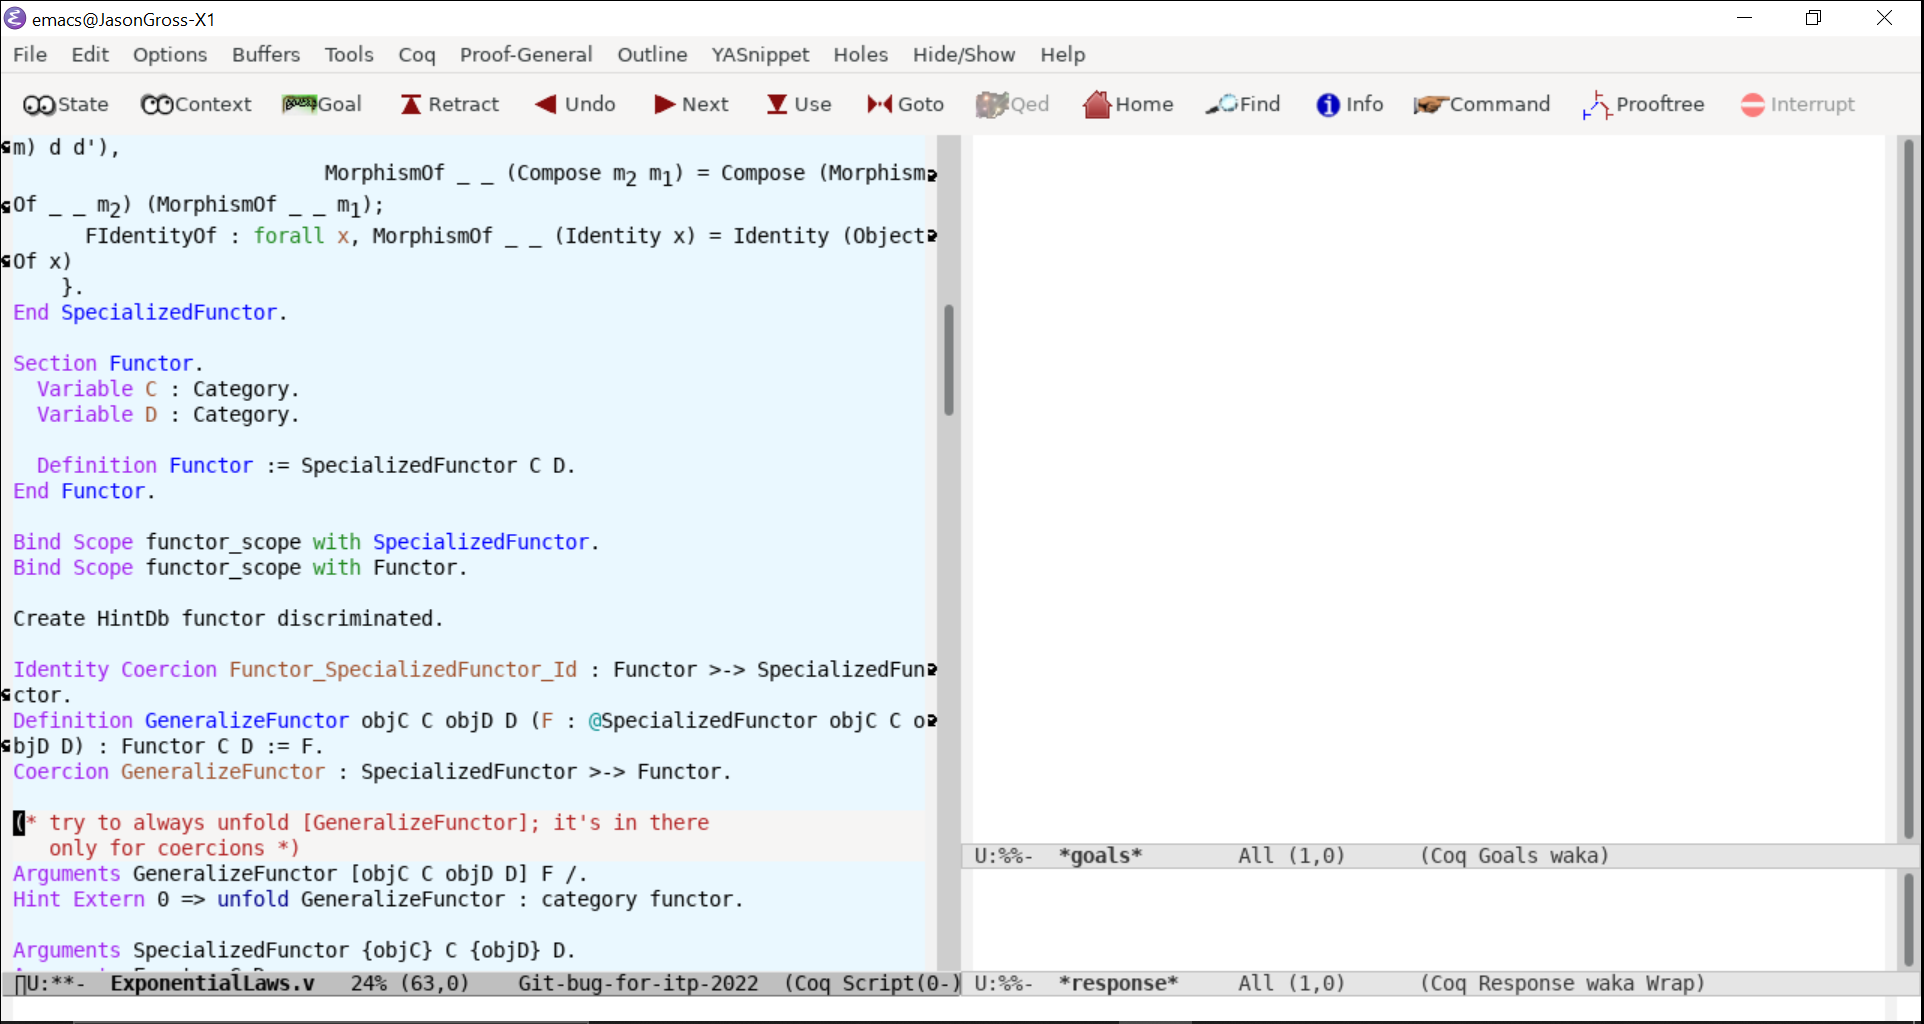 emacs@JasonGross-X1
File Edit Options Buffers Tools Coq Proof-General Outline YASnippet Holes Hide/Show Help
State Context Goal Retract Undo Next Use Goto Qed Home Find Info Command Prooftree Interrupt
m) d d'),
MorphismOf _ _ (Compose m2 m1) = Compose (Morphism
Of _ _ m2) (MorphismOf _ _ m1);
FIdentityOf : forall x, MorphismOf _ _ (Identity x) = Identity (Object
Of x)
}.
End SpecializedFunctor.
Section Functor.
Variable C : Category.
Variable D : Category.
Definition Functor := SpecializedFunctor C D.
End Functor.
Bind Scope functor_scope with SpecializedFunctor.
Bind Scope functor_scope with Functor.
Create HintDb functor discriminated.
Identity Coercion Functor_SpecializedFunctor_Id : Functor >-> SpecializedFun
ctor.
Definition GeneralizeFunctor objC C objD D (F : @SpecializedFunctor objC C o
bjD D) : Functor C D := F.
Coercion GeneralizeFunctor : SpecializedFunctor >-> Functor.
(* try to always unfold [GeneralizeFunctor]; it's in there
only for coercions *)
Arguments GeneralizeFunctor [objC C objD D] F /.
Hint Extern 0 => unfold GeneralizeFunctor : category functor.
Arguments SpecializedFunctor {objC} C {objD} D.
U:**- ExponentialLaws.v 24% (63,0) Git-bug-for-itp-2022 (Coq Script(0-)
U:%%- *goals* All (1,0) (Coq Goals waka)
U:%%- *response* All (1,0) (Coq Response waka Wrap)